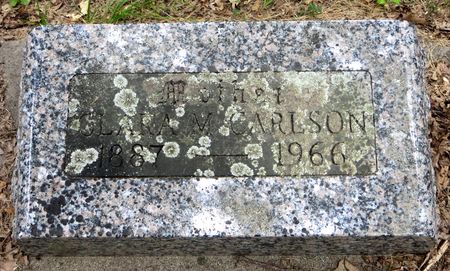 Mother
CLARA M. CARLSON
1887 — 1966